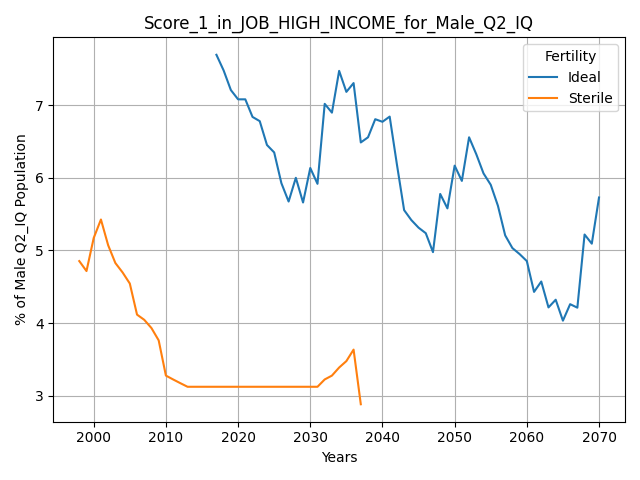 Score_1_in_JOB_HIGH_INCOME_for_Male_Q2_IQ
Fertility
Ideal
Sterile
% of Male Q2_IQ Population
7
6
5
4
3
2000 2010 2020 2030 2040 2050 2060 2070
Years